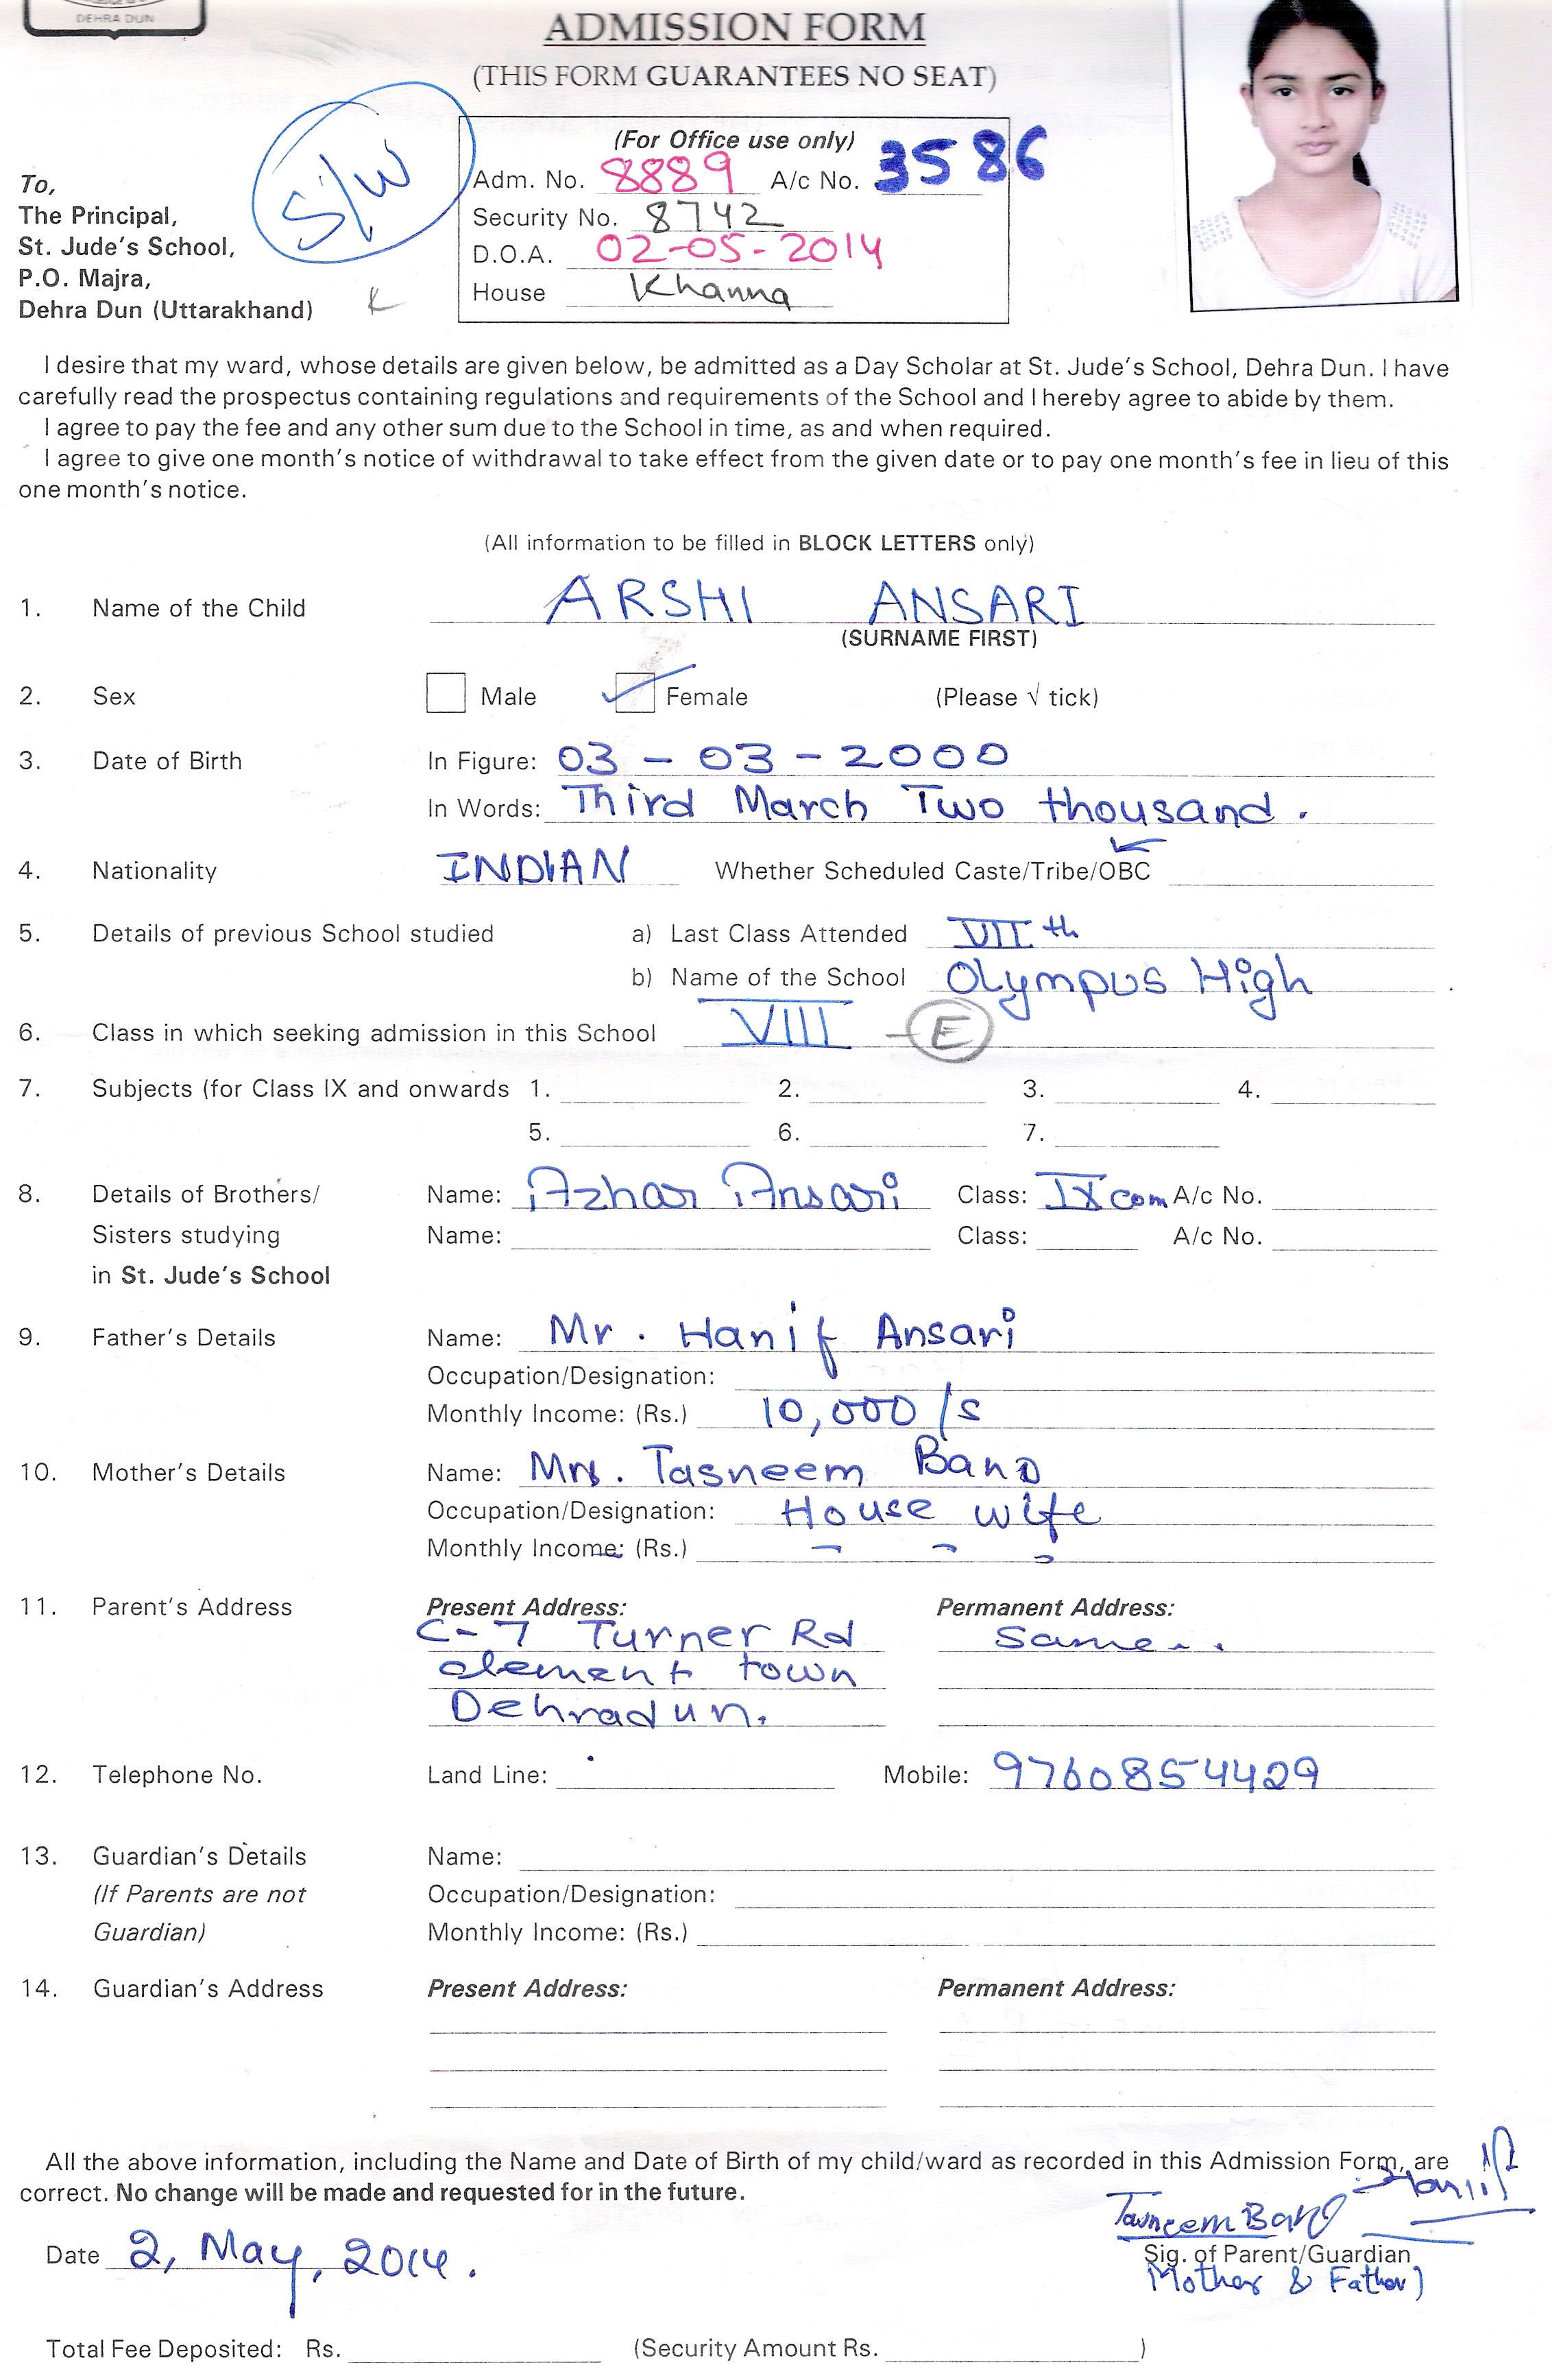 DEHRA DUN
ADMISSION FORM
(THIS FORM GUARANTEES NO SEAT)
S/W
(For Office use only)
Adm. No. 8889 A/c No. 3586
Security No. 8742
D.O.A. 02-05-2014
House Khanna
To,
The Principal,
St. Jude's School,
P.O. Majra,
Dehra Dun (Uttarakhand) K
I desire that my ward, whose details are given below, be admitted as a Day Scholar at St. Jude's School, Dehra Dun. I have
carefully read the prospectus containing regulations and requirements of the School and I hereby agree to abide by them.
I agree to pay the fee and any other sum due to the School in time, as and when required.
I agree to give one month's notice of withdrawal to take effect from the given date or to pay one month's fee in lieu of this
one month's notice.
(All information to be filled in BLOCK LETTERS only)
1. Name of the Child ARSHI ANSARI
(SURNAME FIRST)
2. Sex Male Female (Please √ tick)
3. Date of Birth In Figure: 03 - 03 - 2000
In Words: Third March Two thousand.
4. Nationality INDIAN Whether Scheduled Caste/Tribe/OBC
5. Details of previous School studied a) Last Class Attended VII th
b) Name of the School Olympus High
6. Class in which seeking admission in this School VIII - E
7. Subjects (for Class IX and onwards 1. 2. 3. 4.
5. 6. 7.
8. Details of Brothers/ Name: Azhar Ansari Class: IX com A/c No.
Sisters studying Name: Class: A/c No.
in St. Jude's School
9. Father's Details Name: Mr. Hanif Ansari
Occupation/Designation:
Monthly Income: (Rs.) 10,000/s
10. Mother's Details Name: Mrs. Tasneem Bano
Occupation/Designation: House wife
Monthly Income: (Rs.) - - -
11. Parent's Address Present Address: Permanent Address:
C-7 Turner Rd Same..
clement town
Dehradun.
12. Telephone No. Land Line: Mobile: 9760854429
13. Guardian's Details Name:
(If Parents are not Occupation/Designation:
Guardian) Monthly Income: (Rs.)
14. Guardian's Address Present Address: Permanent Address:
All the above information, including the Name and Date of Birth of my child/ward as recorded in this Admission Form, are
correct. No change will be made and requested for in the future.
Tasneem Bano Hanif
Date 2, May, 2014. Sig. of Parent/Guardian
Mother & Father)
Total Fee Deposited: Rs. (Security Amount Rs. )